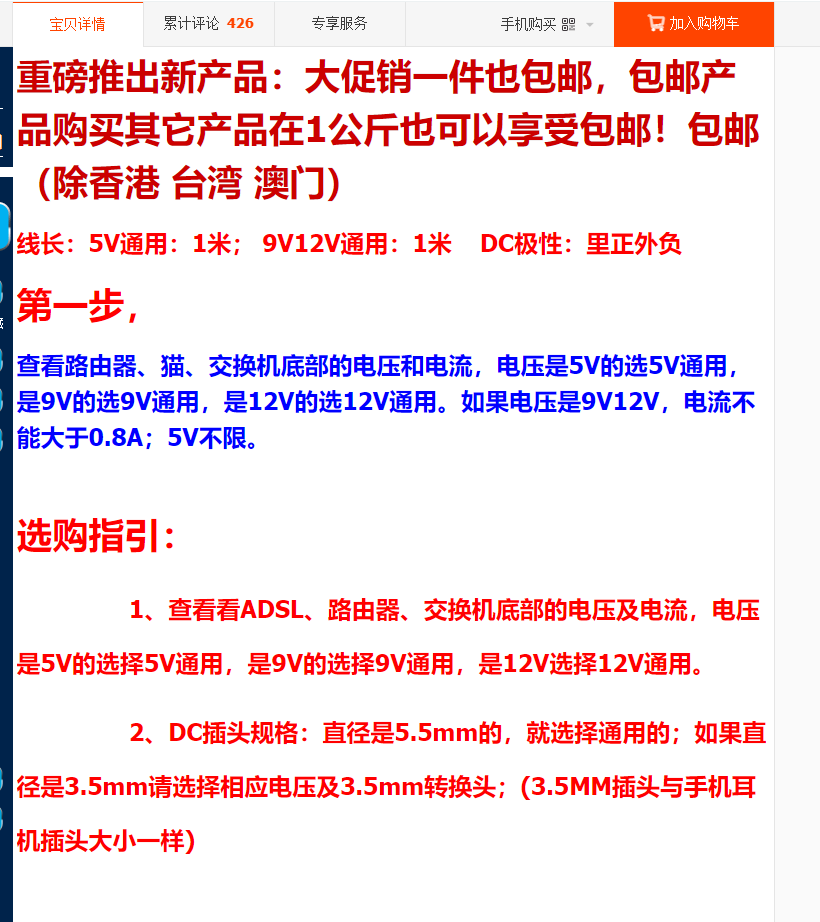 宝贝详情 累计评论 426 专享服务 手机购买 加入购物车
重磅推出新产品：大促销一件也包邮，包邮产
品购买其它产品在1公斤也可以享受包邮！包邮
（除香港 台湾 澳门）
线长：5V通用：1米； 9V12V通用：1米 DC极性：里正外负
第一步，
查看路由器、猫、交换机底部的电压和电流，电压是5V的选5V通用，
是9V的选9V通用，是12V的选12V通用。如果电压是9V12V，电流不
能大于0.8A；5V不限。
选购指引：
1、查看看ADSL、路由器、交换机底部的电压及电流，电压
是5V的选择5V通用，是9V的选择9V通用，是12V选择12V通用。
2、DC插头规格：直径是5.5mm的，就选择通用的；如果直
径是3.5mm请选择相应电压及3.5mm转换头；(3.5MM插头与手机耳
机插头大小一样)